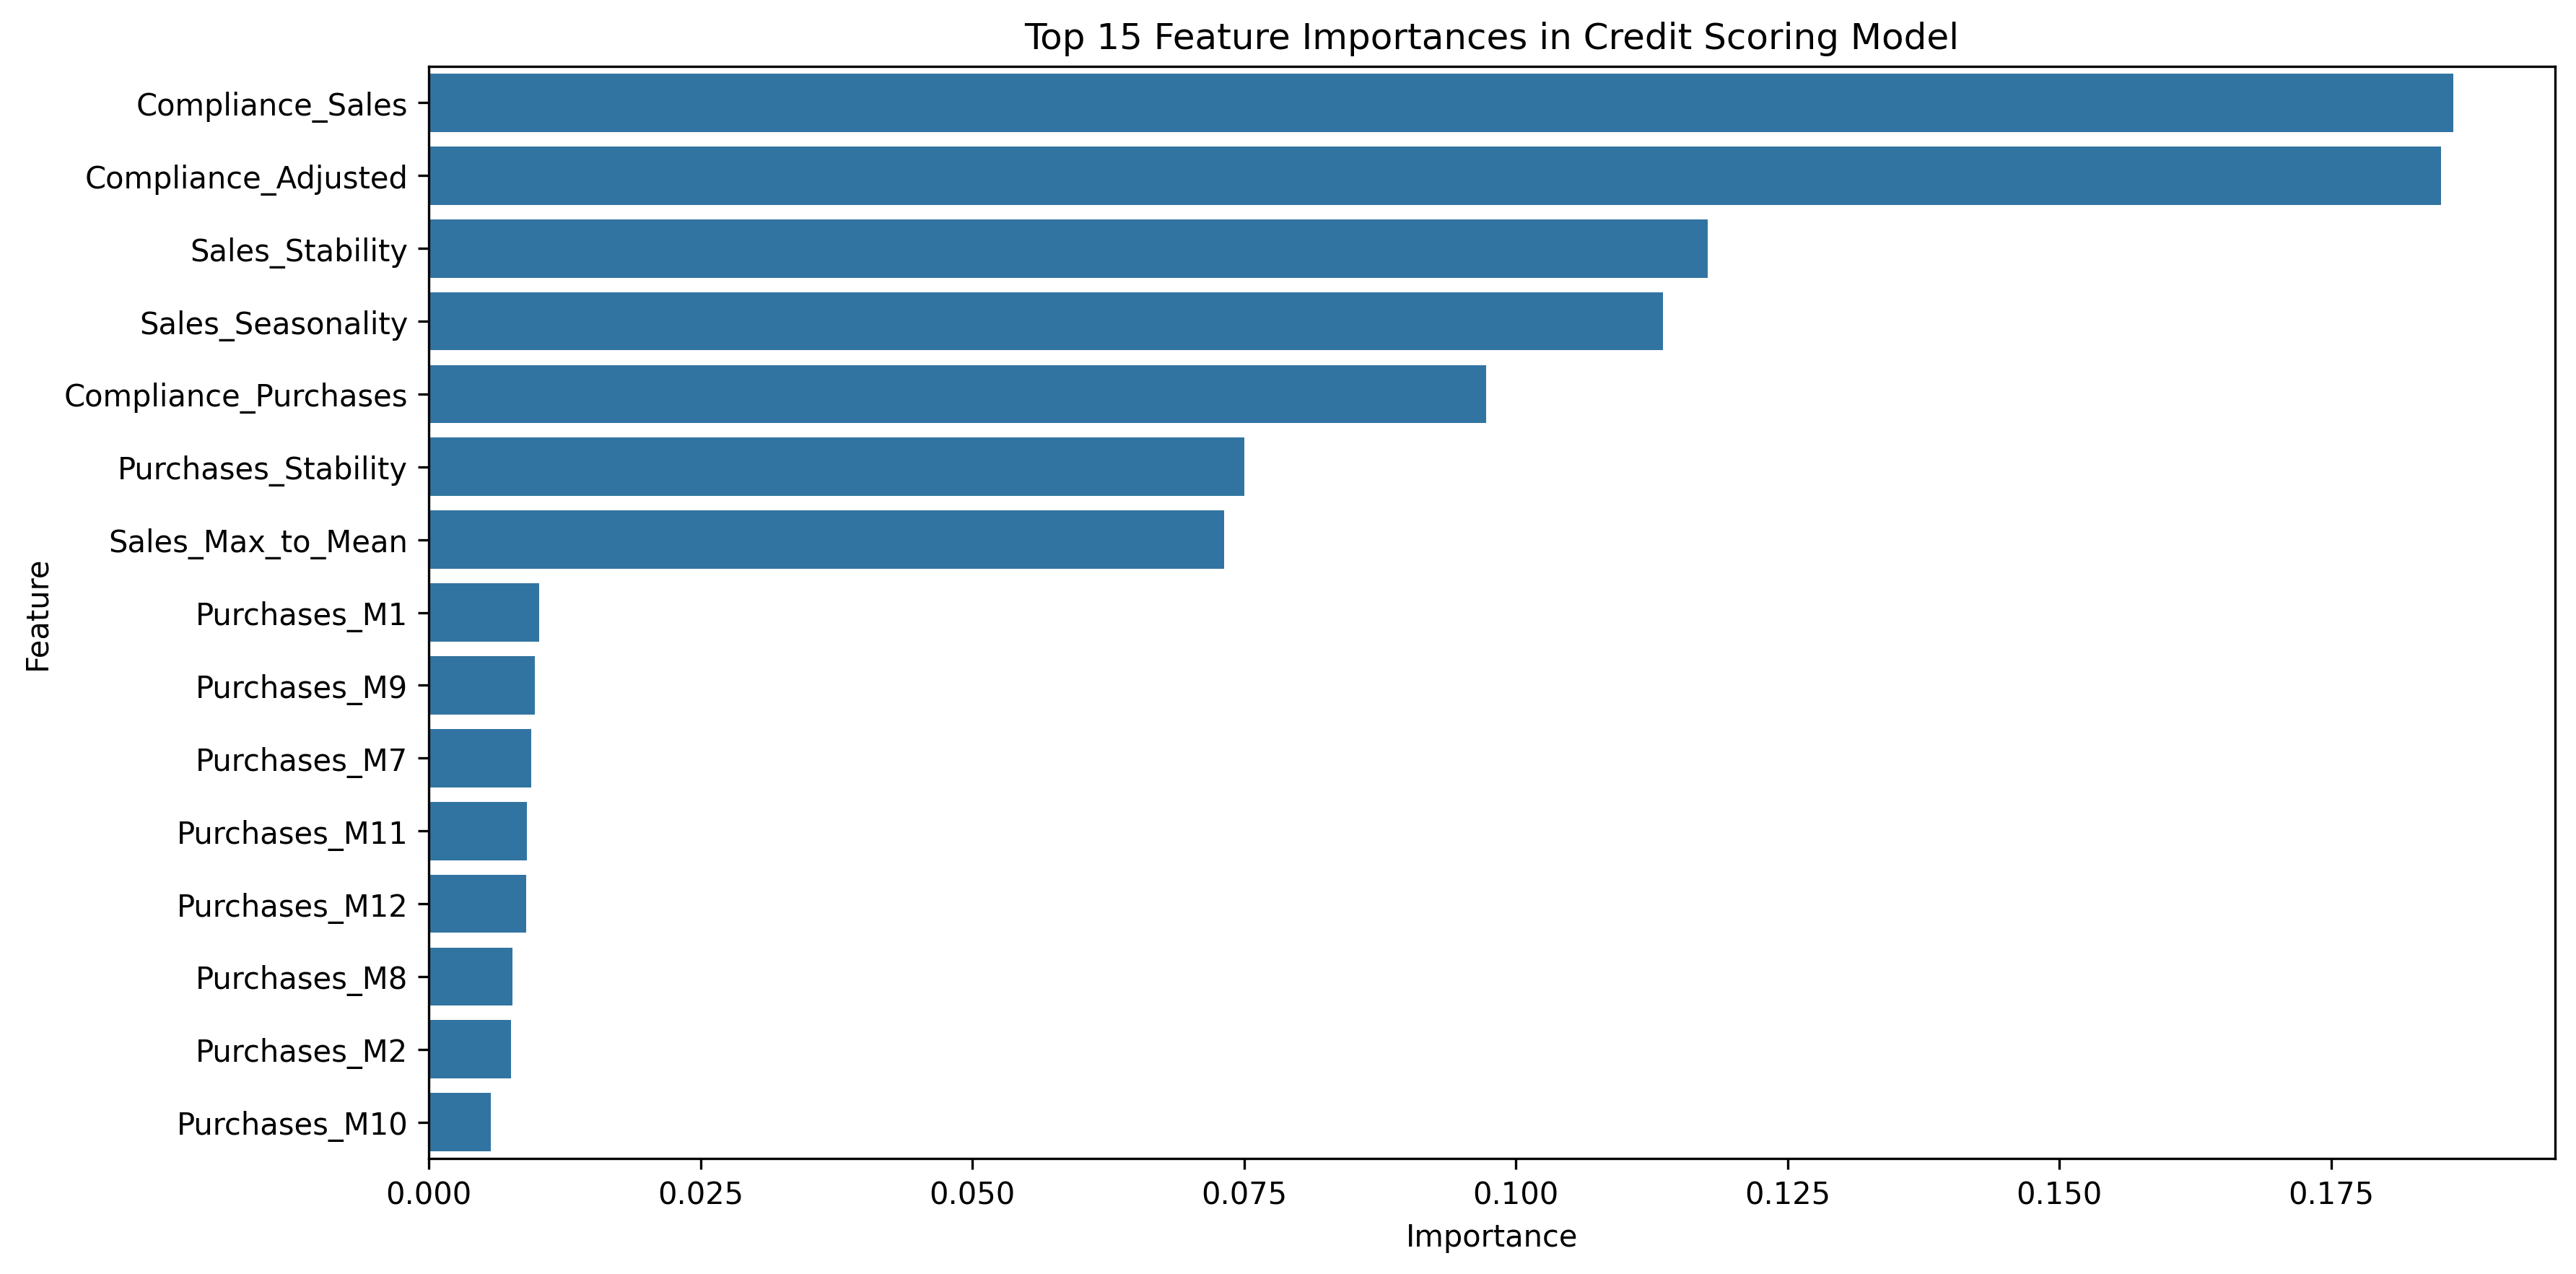 Top 15 Feature Importances in Credit Scoring Model
Compliance_Sales
Compliance_Adjusted
Sales_Stability
Sales_Seasonality
Compliance_Purchases
Purchases_Stability
Sales_Max_to_Mean
Purchases_M1
Purchases_M9
Purchases_M7
Purchases_M11
Purchases_M12
Purchases_M8
Purchases_M2
Purchases_M10
Feature
0.000 0.025 0.050 0.075 0.100 0.125 0.150 0.175
Importance